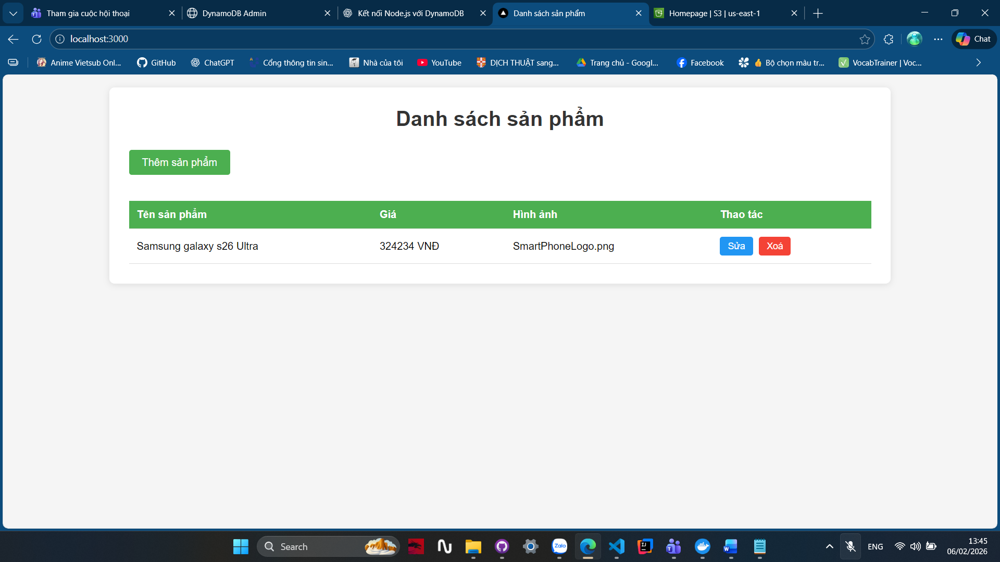 Tham gia cuộc hội thoại
DynamoDB Admin
Kết nối Node.js với DynamoDB
Danh sách sản phẩm
Homepage | S3 | us-east-1
localhost:3000
Chat
Anime Vietsub Onl...
GitHub
ChatGPT
Cổng thông tin sin...
Nhà của tôi
YouTube
DỊCH THUẬT sang...
Trang chủ - Googl...
Facebook
Bộ chọn màu tr...
VocabTrainer | Voc...
Danh sách sản phẩm
Thêm sản phẩm
Tên sản phẩm Giá Hình ảnh Thao tác
Samsung galaxy s26 Ultra 324234 VNĐ SmartPhoneLogo.png Sửa Xoá
Search
Zalo
ENG
13:45
06/02/2026